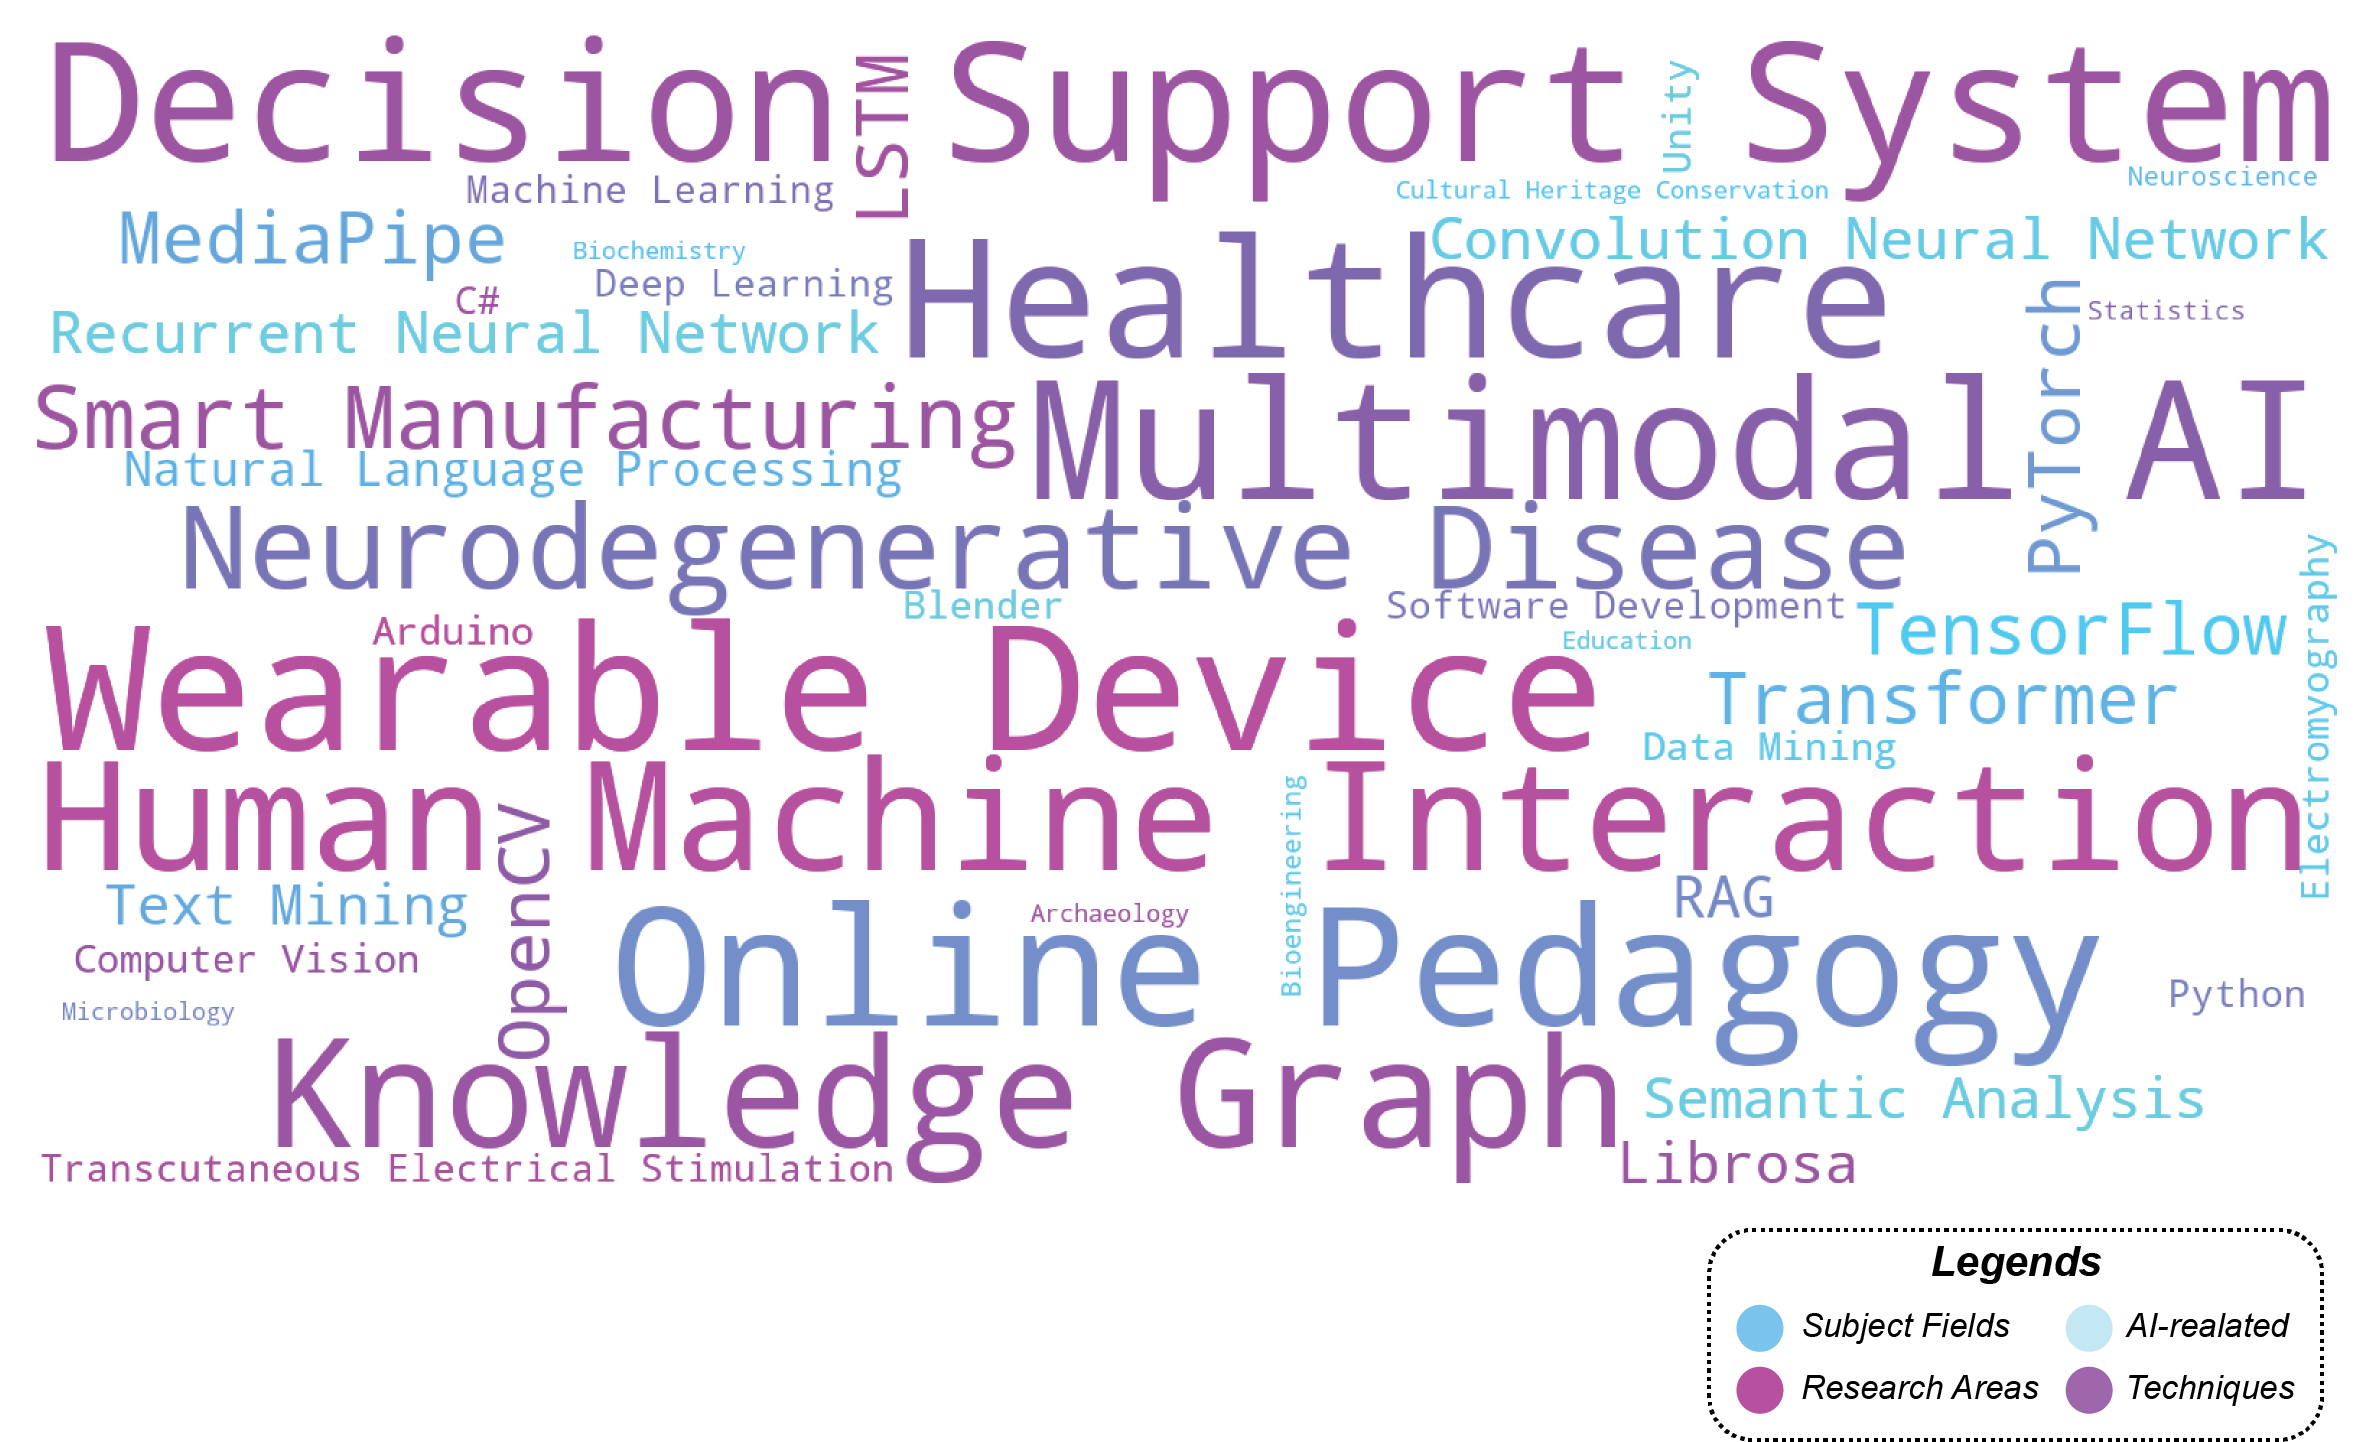 Decision Support System
LSTM
Unity
Machine Learning
Cultural Heritage Conservation
Neuroscience
MediaPipe
Convolution Neural Network
Biochemistry
Deep Learning
Healthcare
C#
Statistics
Recurrent Neural Network
PyTorch
Smart Manufacturing
Multimodal AI
Natural Language Processing
Neurodegenerative Disease
Blender
Software Development
Arduino
TensorFlow
Education
Electromyography
Wearable Device
Transformer
Data Mining
Human Machine Interaction
OpenCV
Bioengineering
Text Mining
RAG
Archaeology
Computer Vision
Online Pedagogy
Python
Microbiology
Knowledge Graph
Semantic Analysis
Transcutaneous Electrical Stimulation
Librosa
Legends
Subject Fields
AI-realated
Research Areas
Techniques